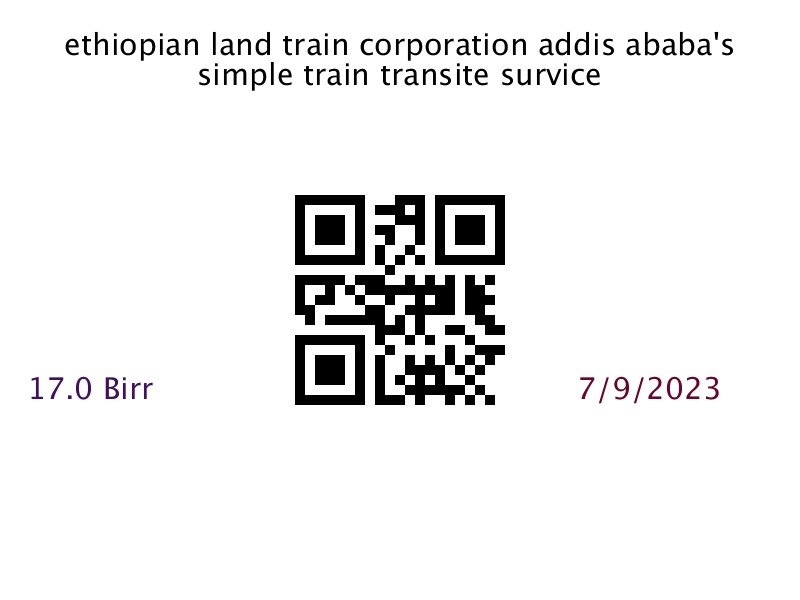 ethiopian land train corporation addis ababa's
simple train transite survice
17.0 Birr
7/9/2023